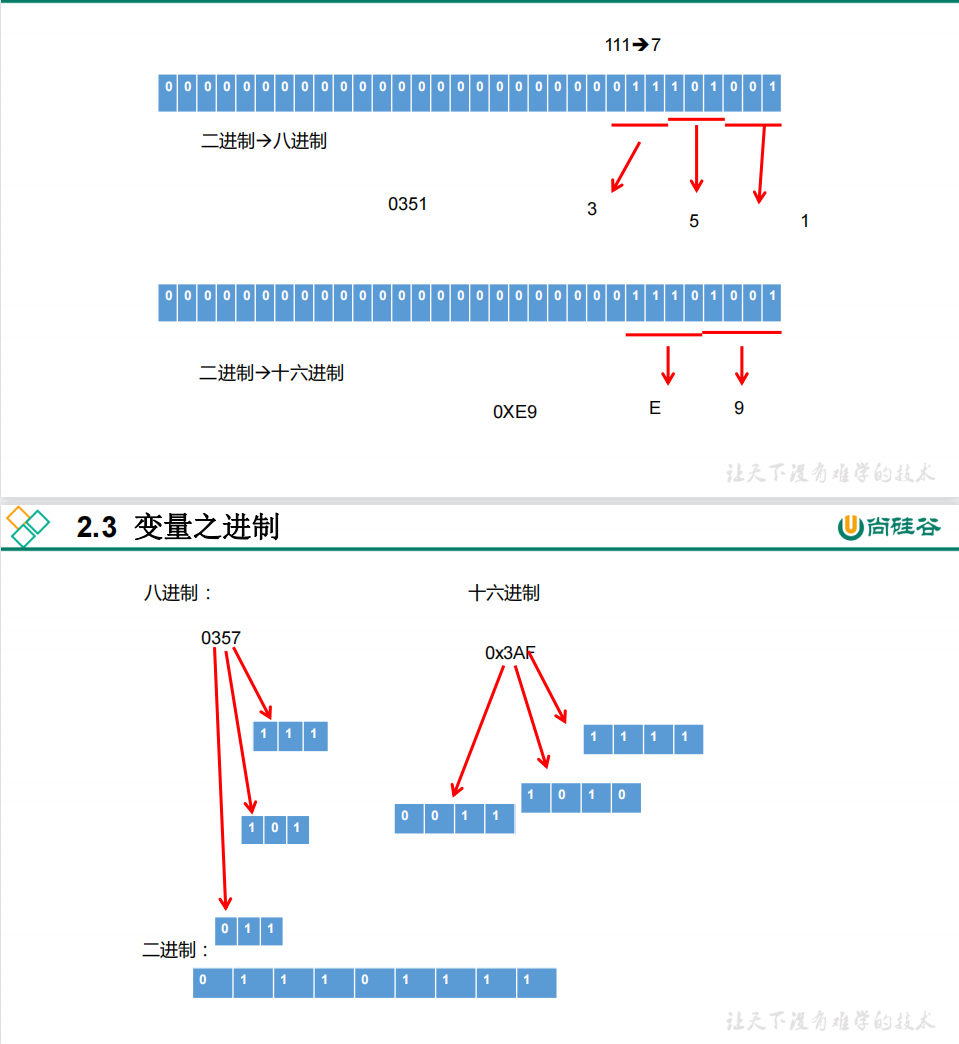 111→7
0 0 0 0 0 0 0 0 0 0 0 0 0 0 0 0 0 0 0 0 0 0 0 0 1 1 1 0 1 0 0 1
二进制→八进制
0351
3
5
1
0 0 0 0 0 0 0 0 0 0 0 0 0 0 0 0 0 0 0 0 0 0 0 0 1 1 1 0 1 0 0 1
二进制→十六进制
0XE9
E
9
让天下没有难学的技术
2.3 变量之进制
尚硅谷
八进制：
十六进制
0357
0x3AF
1 1 1
1 1 1 1
1 0 1 0
0 0 1 1
1 0 1
0 1 1
二进制：
0 1 1 1 0 1 1 1 1
让天下没有难学的技术